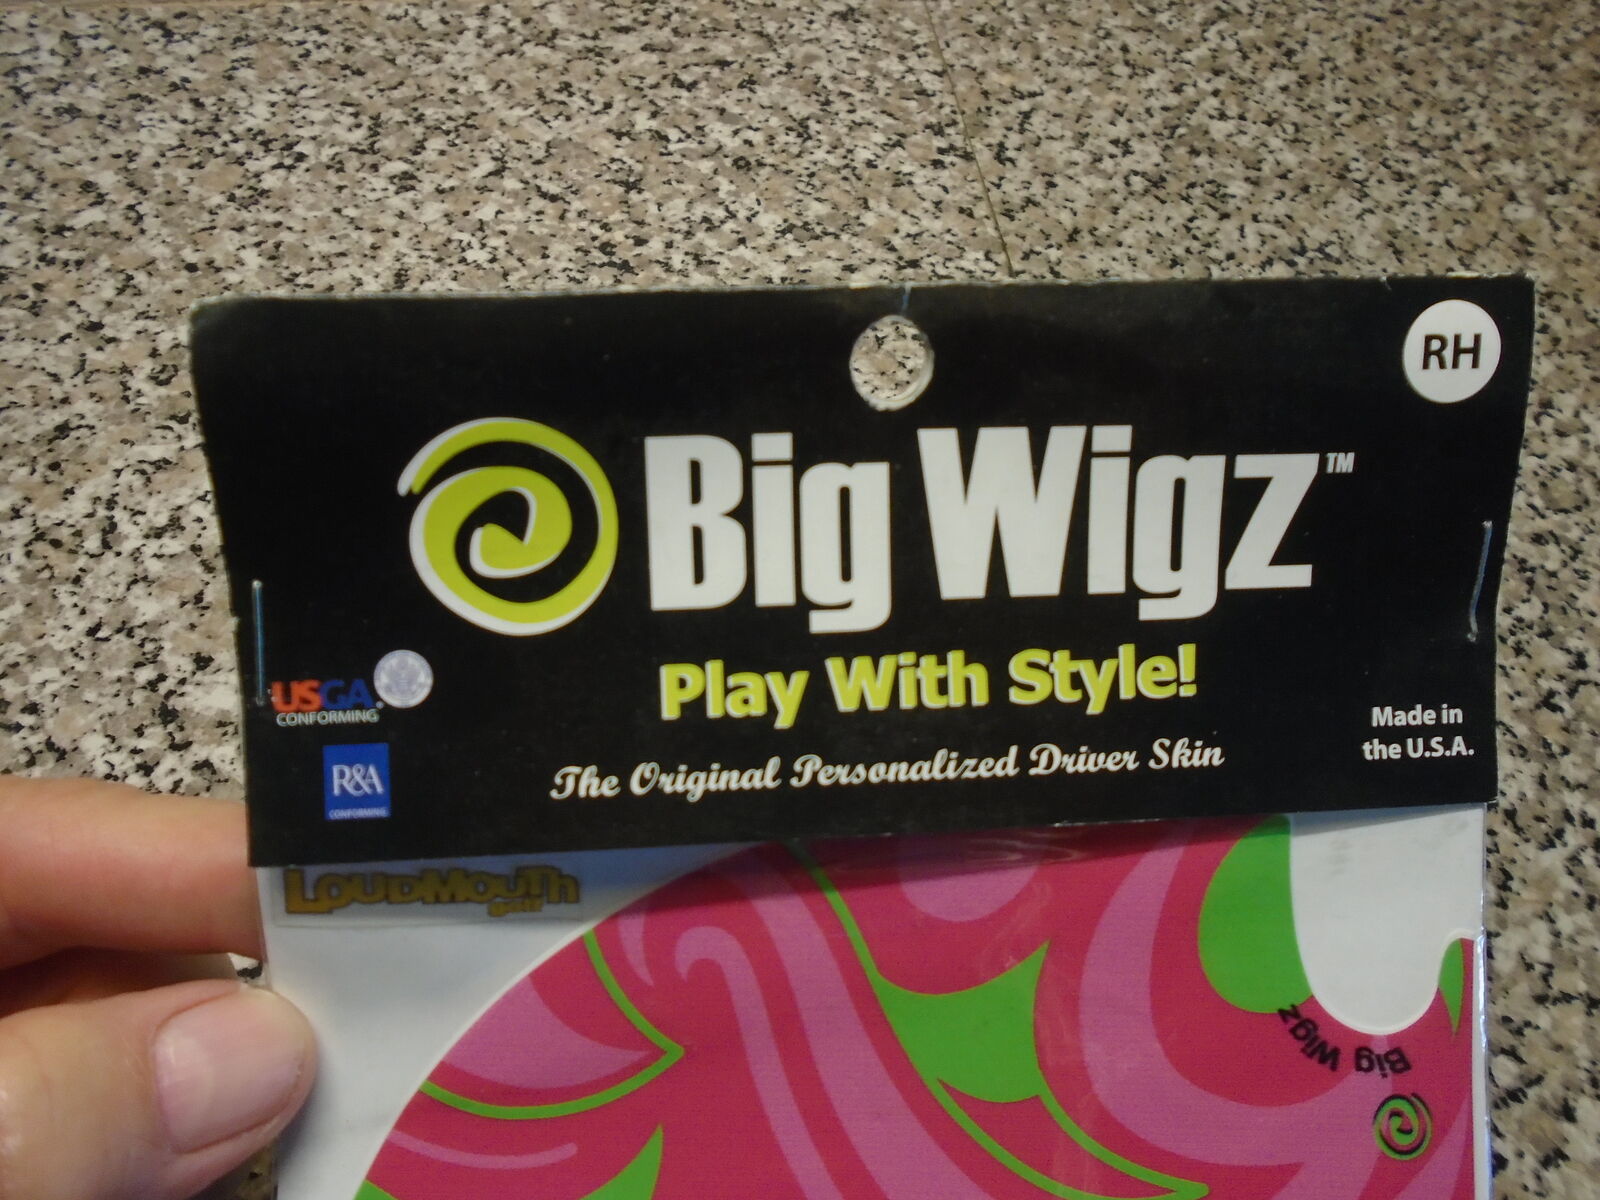 RH
Big Wigz™
Play With Style!
USGA®
CONFORMING
Made in
the U.S.A.
The Original Personalized Driver Skin
R&A
CONFORMING
LOUDMOUTH
golf
Big Wigz